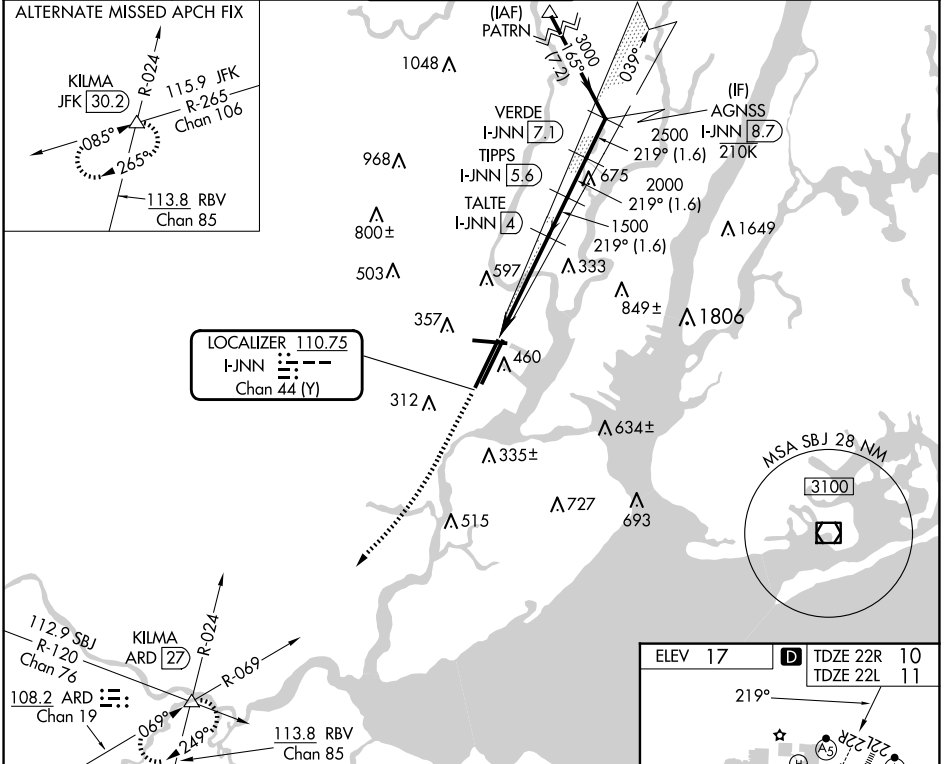 ALTERNATE MISSED APCH FIX
KILMA
JFK 30.2
R-024
115.9 JFK
R-265
Chan 106
085°
265°
113.8 RBV
Chan 85
(IAF)
PATRN
3000
165°
(7.2)
039°
1048
VERDE
I-JNN 7.1
(IF)
AGNSS
I-JNN 8.7
210K
2500
219° (1.6)
TIPPS
I-JNN 5.6
968
675
2000
219° (1.6)
TALTE
I-JNN 4
800±
1500
219° (1.6)
1649
503
597
333
849±
1806
357
LOCALIZER 110.75
I-JNN
Chan 44 (Y)
460
312
634±
335±
MSA SBJ 28 NM
3100
727
693
515
112.9 SBJ
R-120
Chan 76
KILMA
ARD 27
R-024
R-069
108.2 ARD
Chan 19
069°
249°
113.8 RBV
Chan 85
ELEV 17
D
TDZE 22R 10
TDZE 22L 11
219°
22R
22L
A5
H